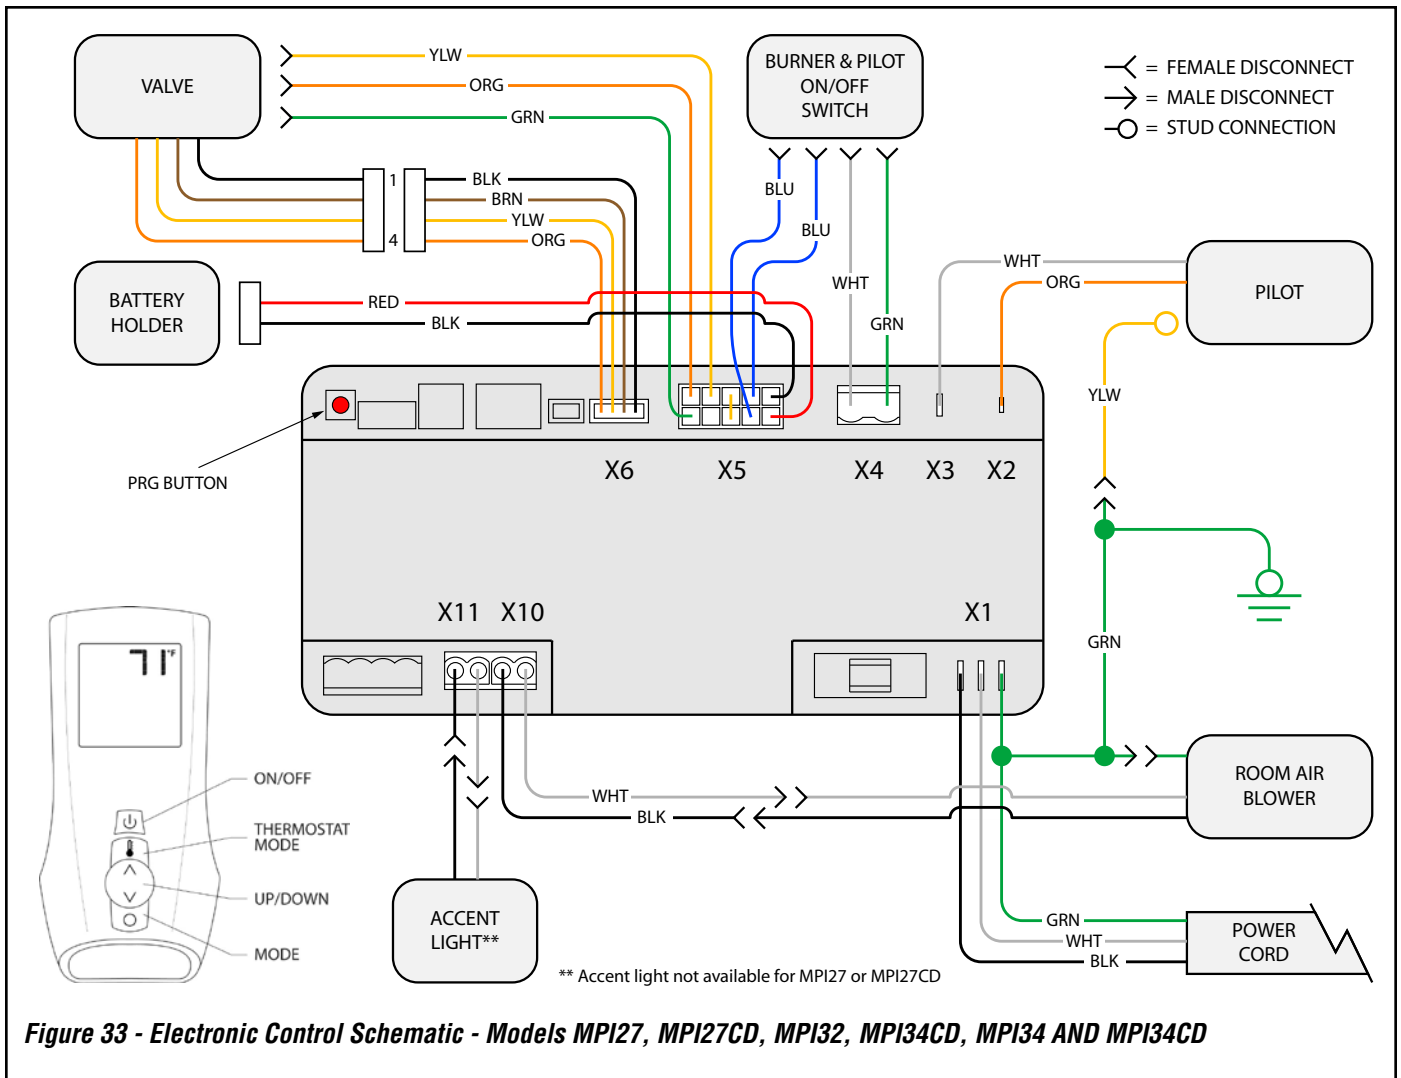 VALVE
YLW
ORG
GRN
BURNER & PILOT
ON/OFF
SWITCH
= FEMALE DISCONNECT
= MALE DISCONNECT
= STUD CONNECTION
1
4
BLK
BRN
YLW
ORG
BLU
BLU
WHT
GRN
BATTERY
HOLDER
RED
BLK
WHT
ORG
PILOT
YLW
PRG BUTTON
X6
X5
X4
X3
X2
X11
X10
X1
GRN
71°F
ON/OFF
THERMOSTAT
MODE
UP/DOWN
MODE
WHT
BLK
ROOM AIR
BLOWER
ACCENT
LIGHT**
GRN
WHT
BLK
POWER
CORD
** Accent light not available for MPI27 or MPI27CD
Figure 33 - Electronic Control Schematic - Models MPI27, MPI27CD, MPI32, MPI34CD, MPI34 AND MPI34CD